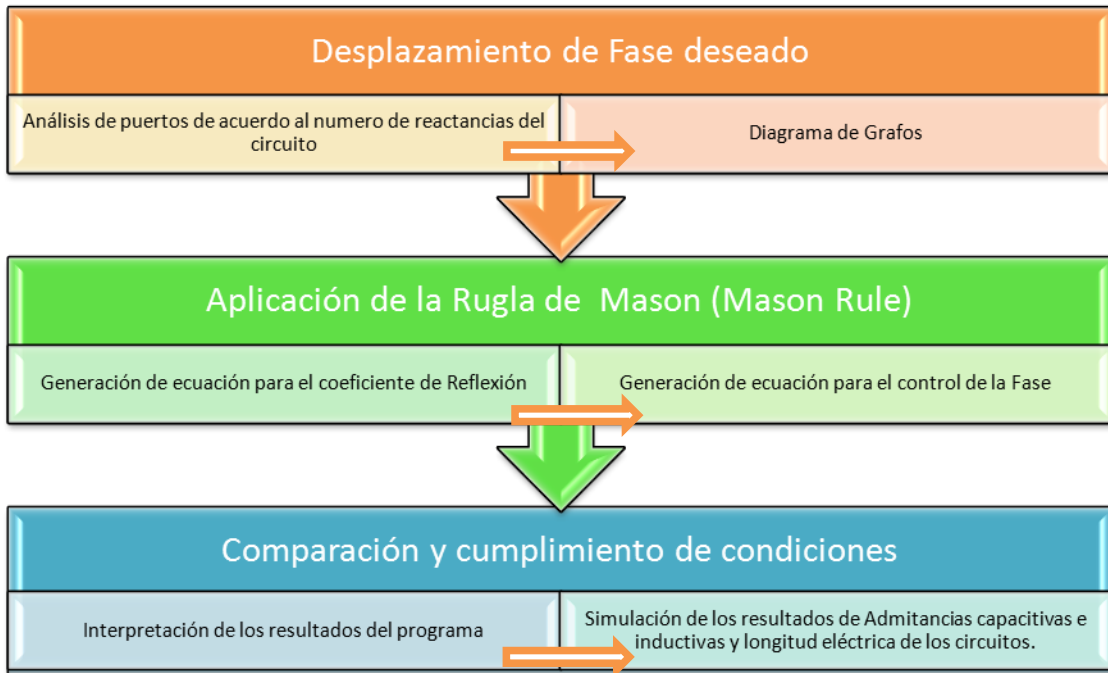 Desplazamiento de Fase deseado
Análisis de puertos de acuerdo al numero de reactancias del
circuito
Diagrama de Grafos
Aplicación de la Rugla de Mason (Mason Rule)
Generación de ecuación para el coeficiente de Reflexión
Generación de ecuación para el control de la Fase
Comparación y cumplimiento de condiciones
Interpretación de los resultados del programa
Simulación de los resultados de Admitancias capacitivas e
inductivas y longitud eléctrica de los circuitos.